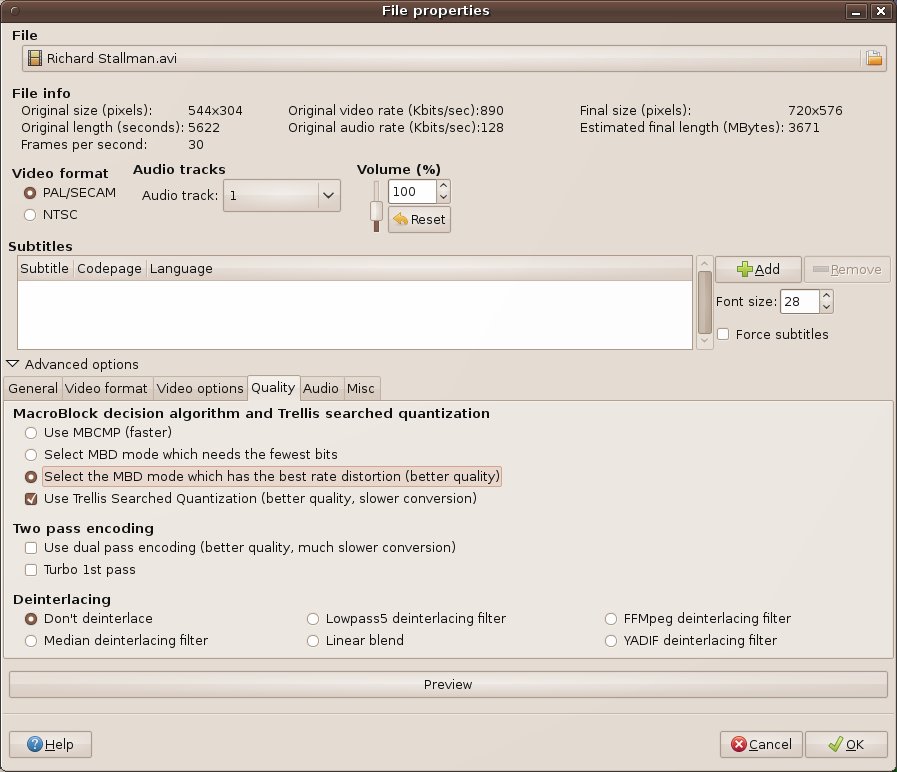 File properties
File
Richard Stallman.avi
File info
Original size (pixels): 544x304 Original video rate (Kbits/sec):890 Final size (pixels): 720x576
Original length (seconds): 5622 Original audio rate (Kbits/sec):128 Estimated final length (MBytes): 3671
Frames per second: 30
Video format Audio tracks Volume (%)
PAL/SECAM Audio track: 1 100
NTSC Reset
Subtitles
Subtitle Codepage Language Add Remove
Font size: 28
Force subtitles
Advanced options
General Video format Video options Quality Audio Misc
MacroBlock decision algorithm and Trellis searched quantization
Use MBCMP (faster)
Select MBD mode which needs the fewest bits
Select the MBD mode which has the best rate distortion (better quality)
Use Trellis Searched Quantization (better quality, slower conversion)
Two pass encoding
Use dual pass encoding (better quality, much slower conversion)
Turbo 1st pass
Deinterlacing
Don't deinterlace Lowpass5 deinterlacing filter FFMpeg deinterlacing filter
Median deinterlacing filter Linear blend YADIF deinterlacing filter
Preview
Help Cancel OK